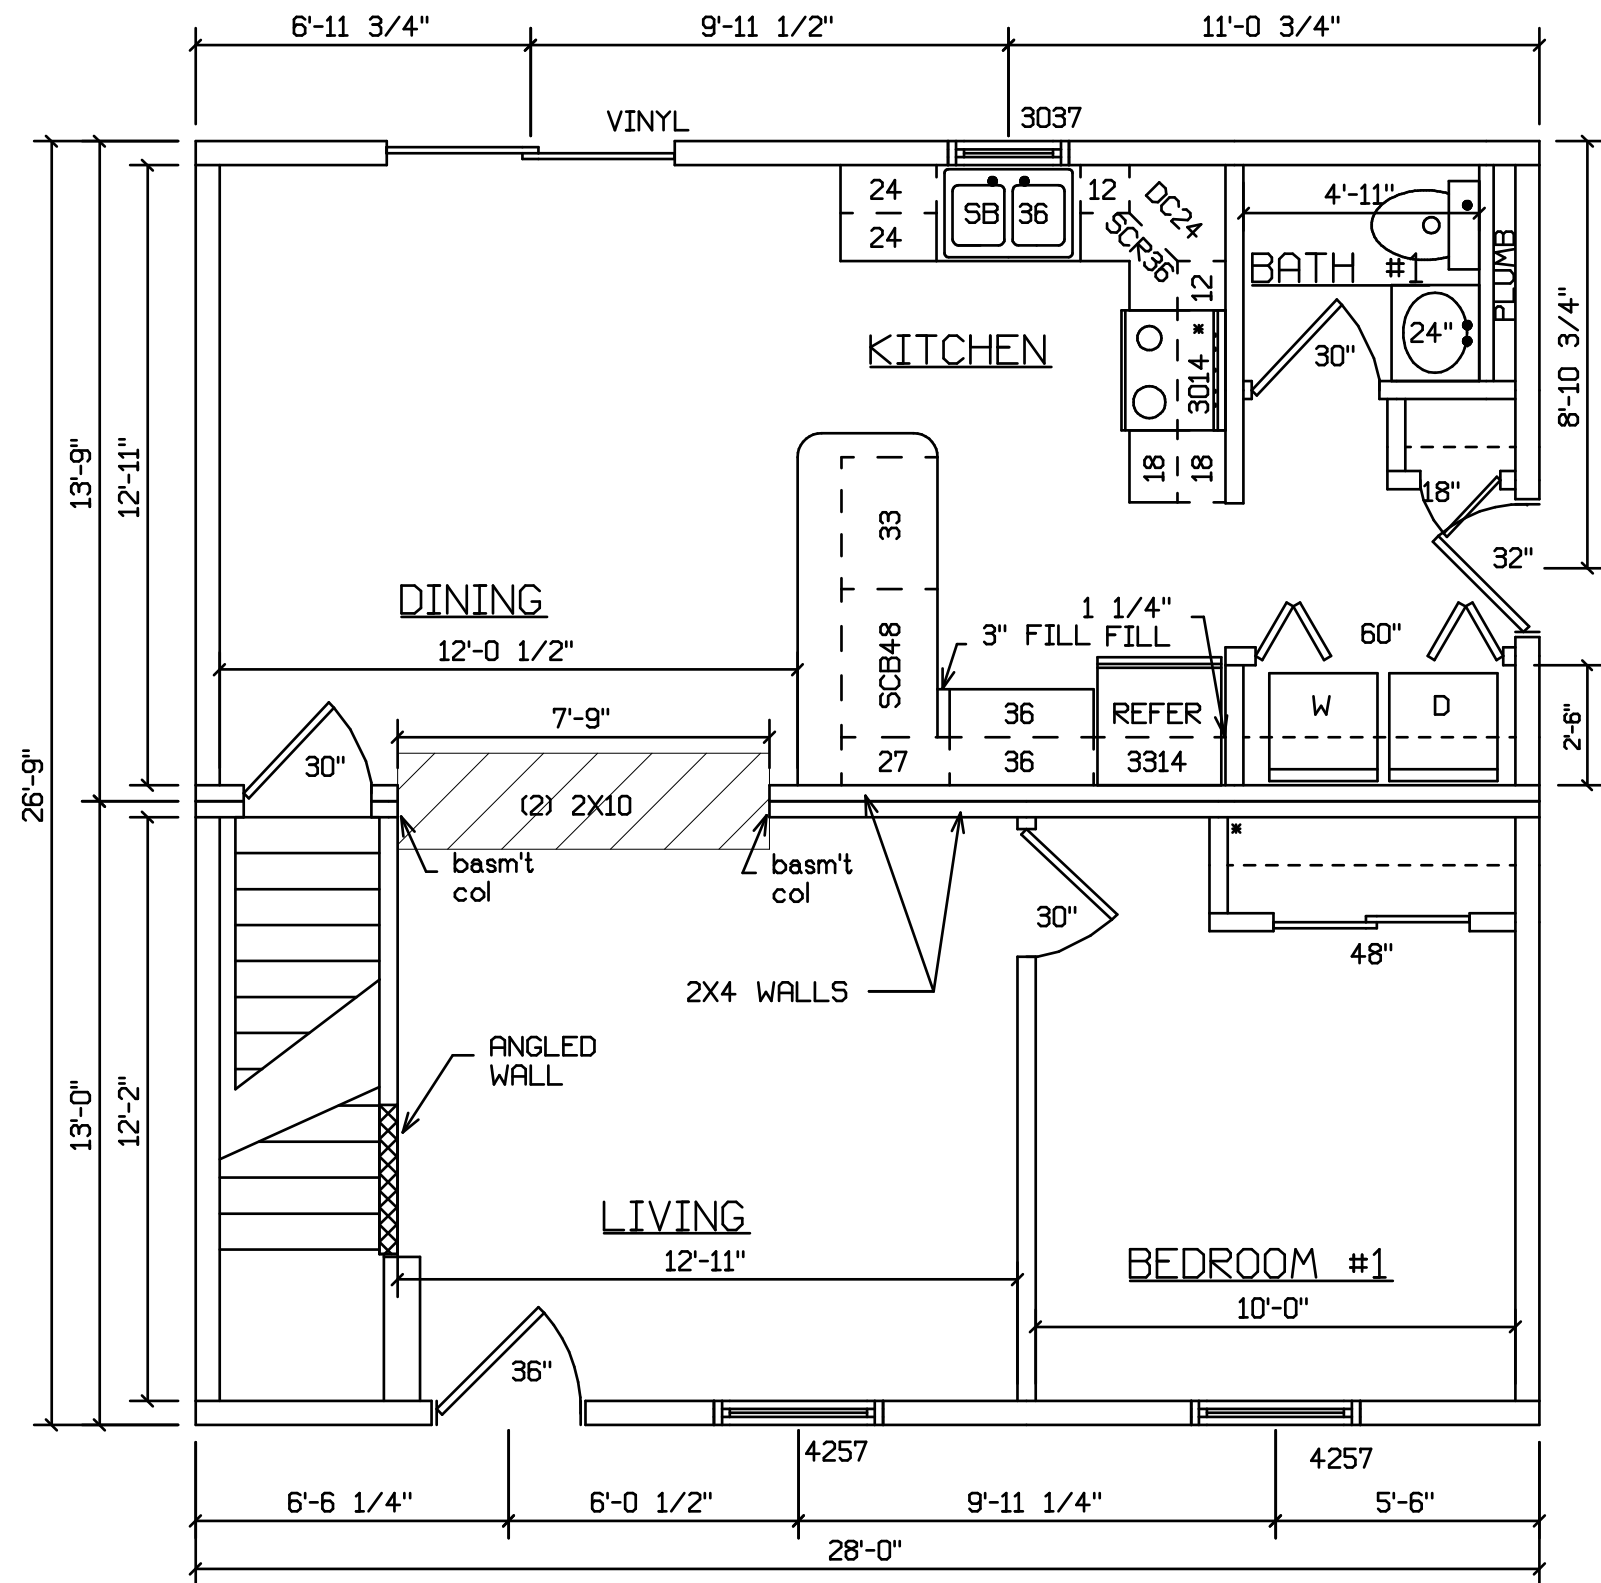 6'-11 3/4"
9'-11 1/2"
11'-0 3/4"
VINYL
3037
24
24
SB
36
12
DC24
SCR36
12
4'-11"
BATH #1
PLUMB
24"
30"
8'-10 3/4"
KITCHEN
*
3014
18
18
13'-9"
12'-11"
18"
32"
33
DINING
12'-0 1/2"
SCB48
3" FILL
1 1/4"
FILL
60"
W
D
2'-6"
36
REFER
27
36
3314
7'-9"
30"
26'-9"
(2) 2X10
basm't
col
basm't
col
*
30"
48"
2X4 WALLS
ANGLED
WALL
13'-0"
12'-2"
LIVING
12'-11"
BEDROOM #1
10'-0"
36"
4257
4257
6'-6 1/4"
6'-0 1/2"
9'-11 1/4"
5'-6"
28'-0"